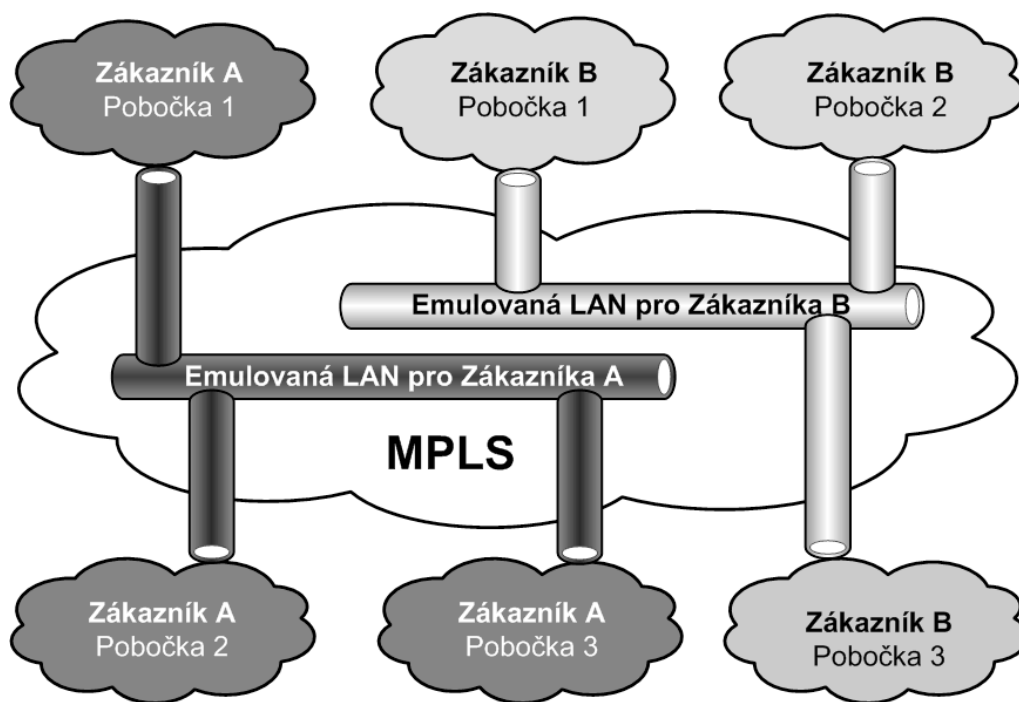 Zákazník A
Pobočka 1
Zákazník B
Pobočka 1
Zákazník B
Pobočka 2
Emulovaná LAN pro Zákazníka B
Emulovaná LAN pro Zákazníka A
MPLS
Zákazník A
Pobočka 2
Zákazník A
Pobočka 3
Zákazník B
Pobočka 3